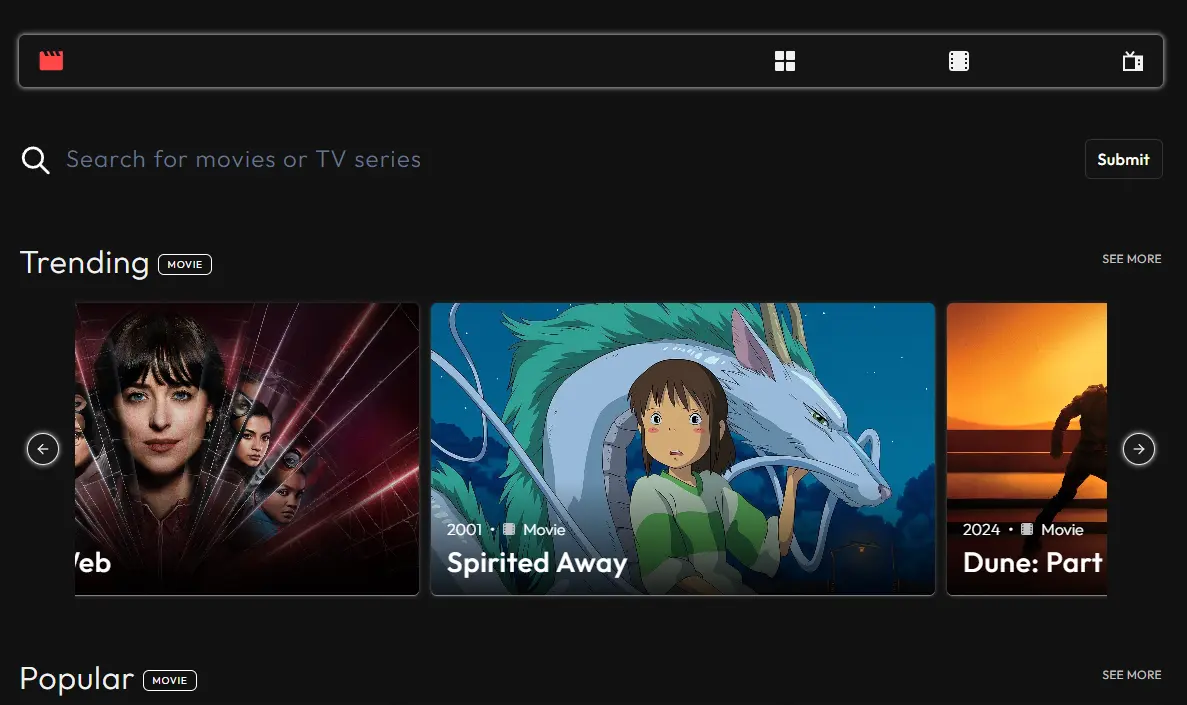 Search for movies or TV series
Submit
Trending MOVIE
SEE MORE
2001 • Movie
Spirited Away
2024 • Movie
Dune: Part
Popular MOVIE
SEE MORE